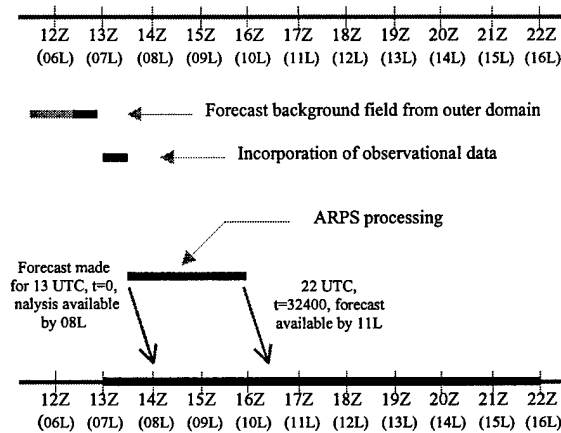 12Z 13Z 14Z 15Z 16Z 17Z 18Z 19Z 20Z 21Z 22Z
(06L) (07L) (08L) (09L) (10L) (11L) (12L) (13L) (14L) (15L) (16L)
Forecast background field from outer domain
Incorporation of observational data
ARPS processing
Forecast made
for 13 UTC, t=0,
nalysis available
by 08L
22 UTC,
t=32400, forecast
available by 11L
12Z 13Z 14Z 15Z 16Z 17Z 18Z 19Z 20Z 21Z 22Z
(06L) (07L) (08L) (09L) (10L) (11L) (12L) (13L) (14L) (15L) (16L)